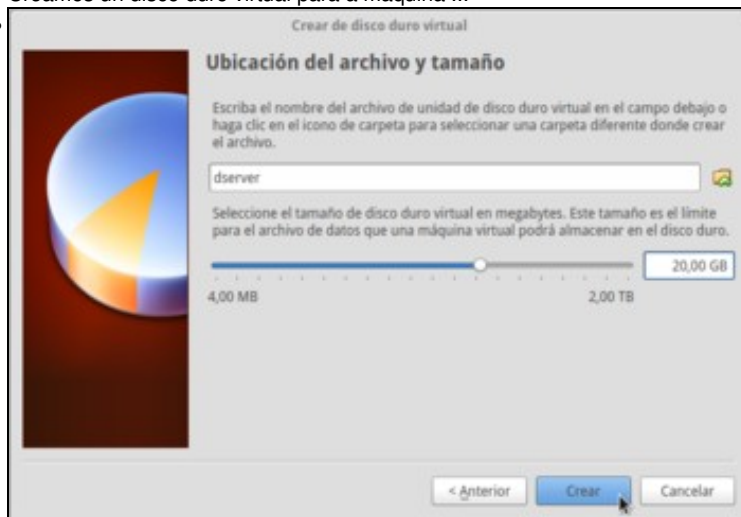 Creamos un disco duro virtual para a máquina ...
Crear de disco duro virtual
Ubicación del archivo y tamaño
Escriba el nombre del archivo de unidad de disco duro virtual en el campo debajo o
haga clic en el icono de carpeta para seleccionar una carpeta diferente donde crear
el archivo.
dserver
Seleccione el tamaño de disco duro virtual en megabytes. Este tamaño es el límite
para el archivo de datos que una máquina virtual podrá almacenar en el disco duro.
20,00 GB
4,00 MB 2,00 TB
< Anterior Crear Cancelar